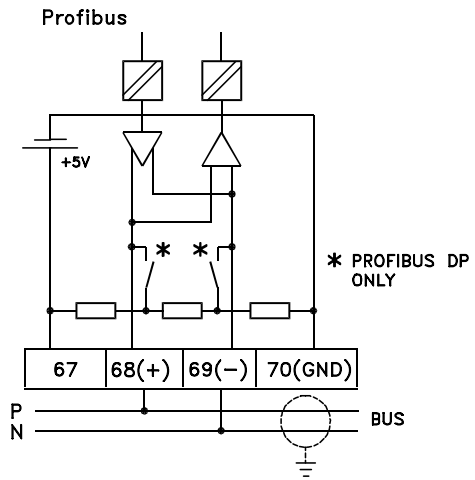 Profibus
+5V
* *
* PROFIBUS DP
ONLY
67 68(+) 69(-) 70(GND)
P
N
BUS